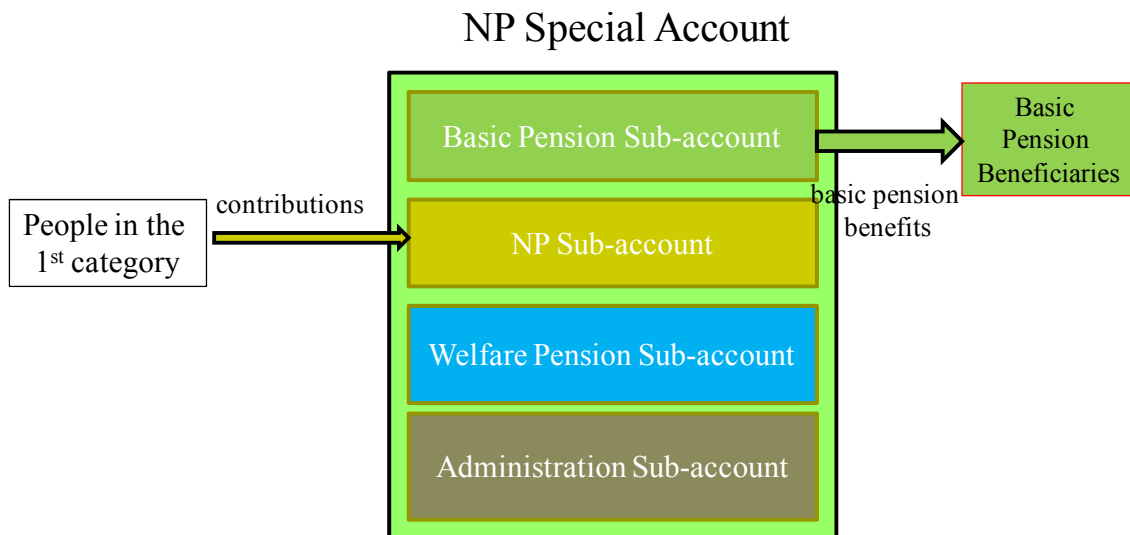 NP Special Account
Basic Pension Sub-account
Basic
Pension
Beneficiaries
basic pension
benefits
contributions
People in the
1st category
NP Sub-account
Welfare Pension Sub-account
Administration Sub-account